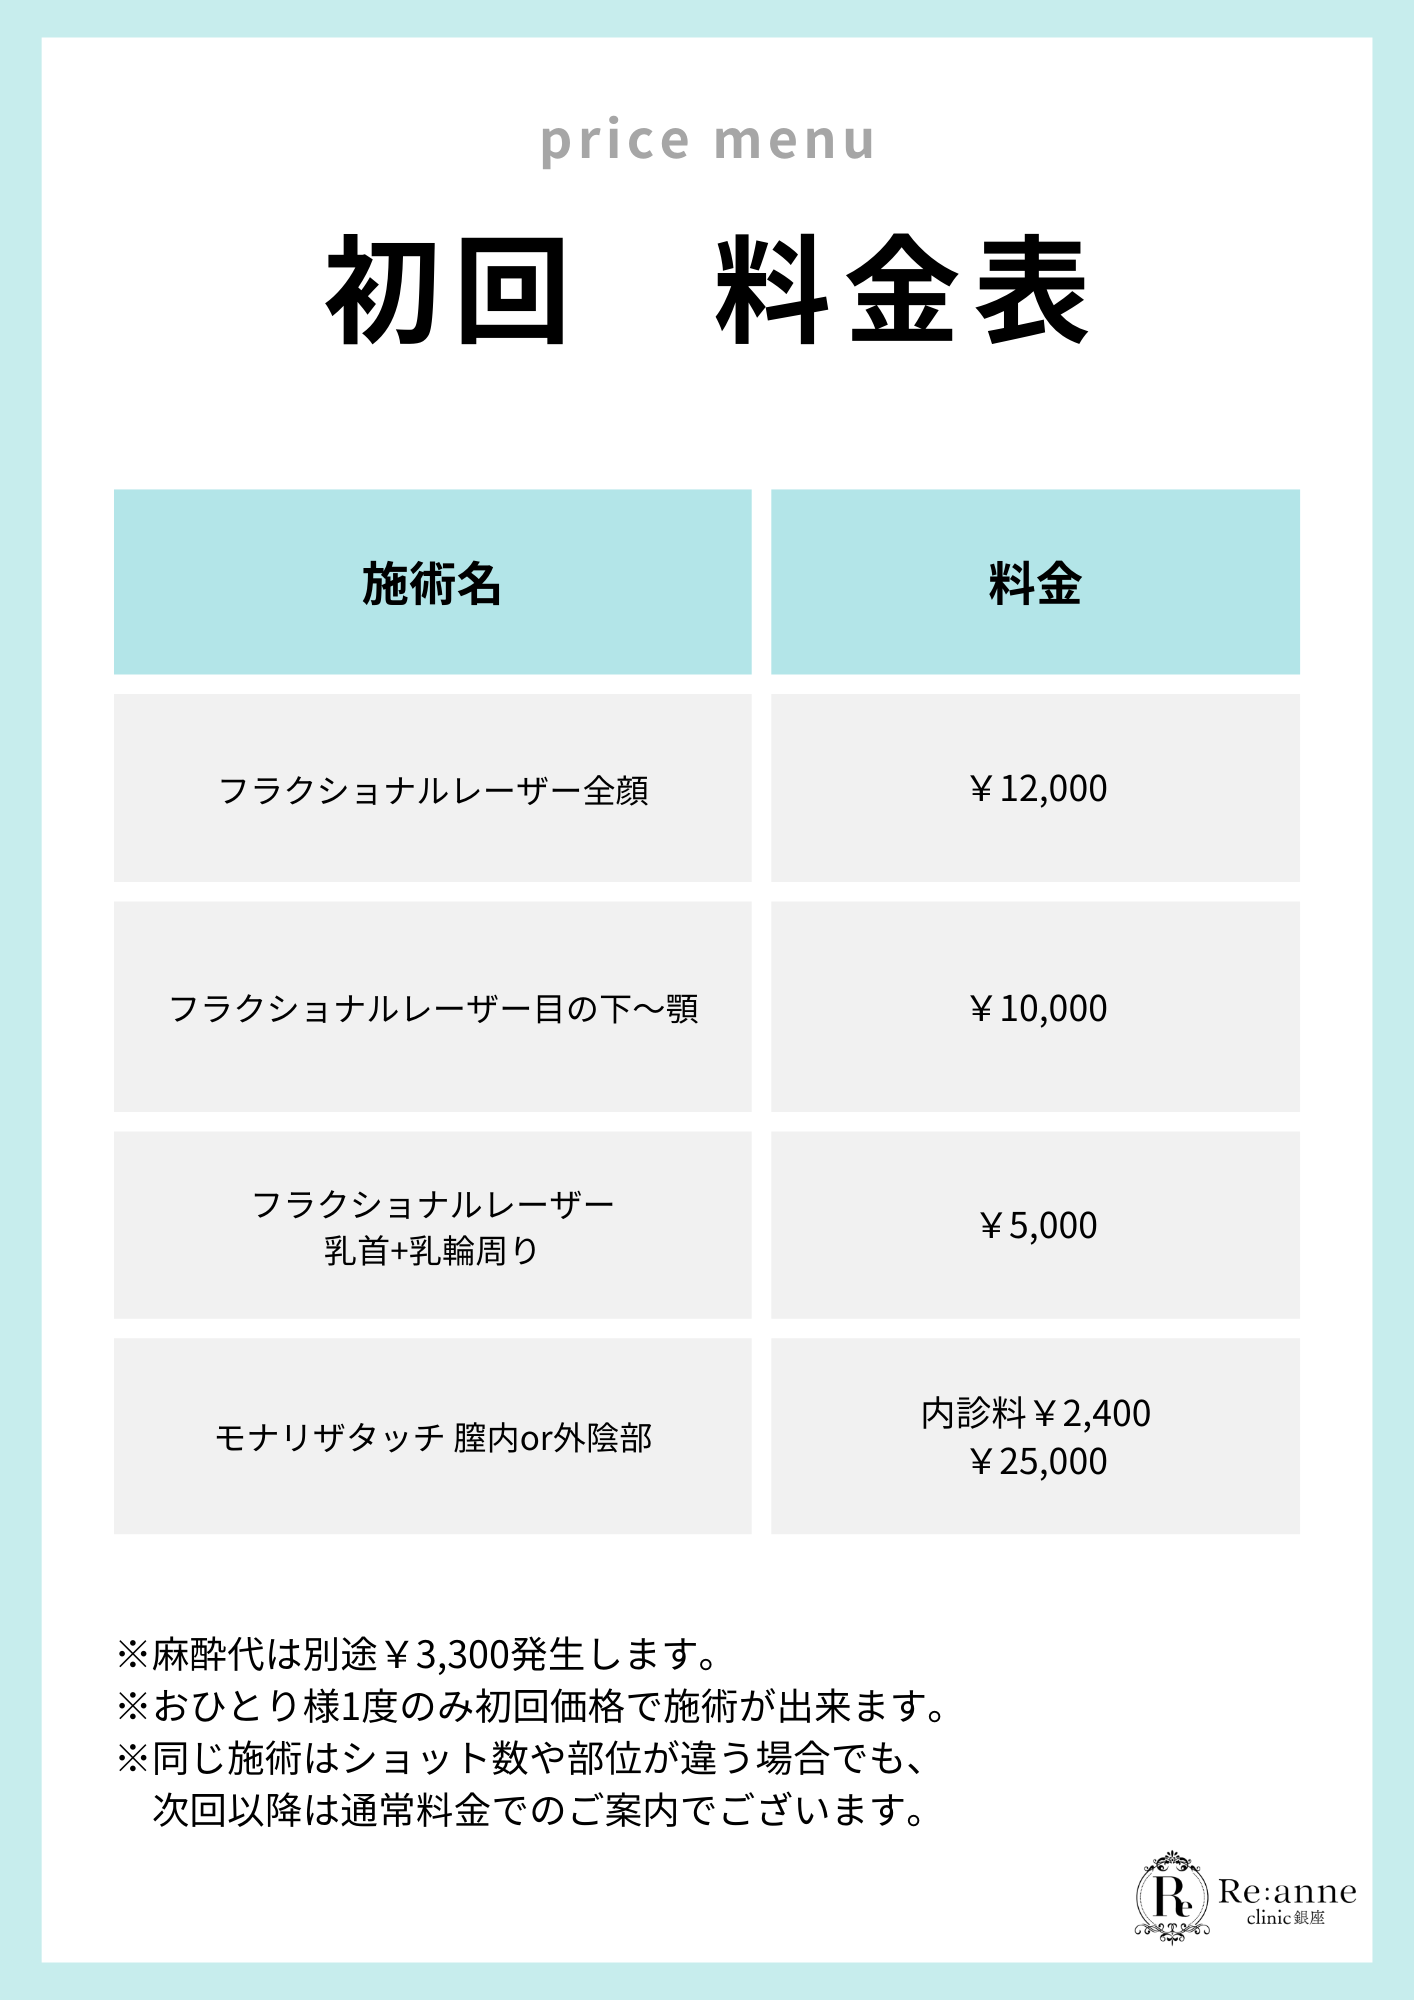 price menu
初回　料金表
施術名
料金
フラクショナルレーザー全顔
￥12,000
フラクショナルレーザー目の下～顎
￥10,000
フラクショナルレーザー
乳首+乳輪周り
￥5,000
モナリザタッチ 膣内or外陰部
内診料￥2,400
￥25,000
※麻酔代は別途￥3,300発生します。
※おひとり様1度のみ初回価格で施術が出来ます。
※同じ施術はショット数や部位が違う場合でも、
次回以降は通常料金でのご案内でございます。
Re
Re:anne
clinic 銀座